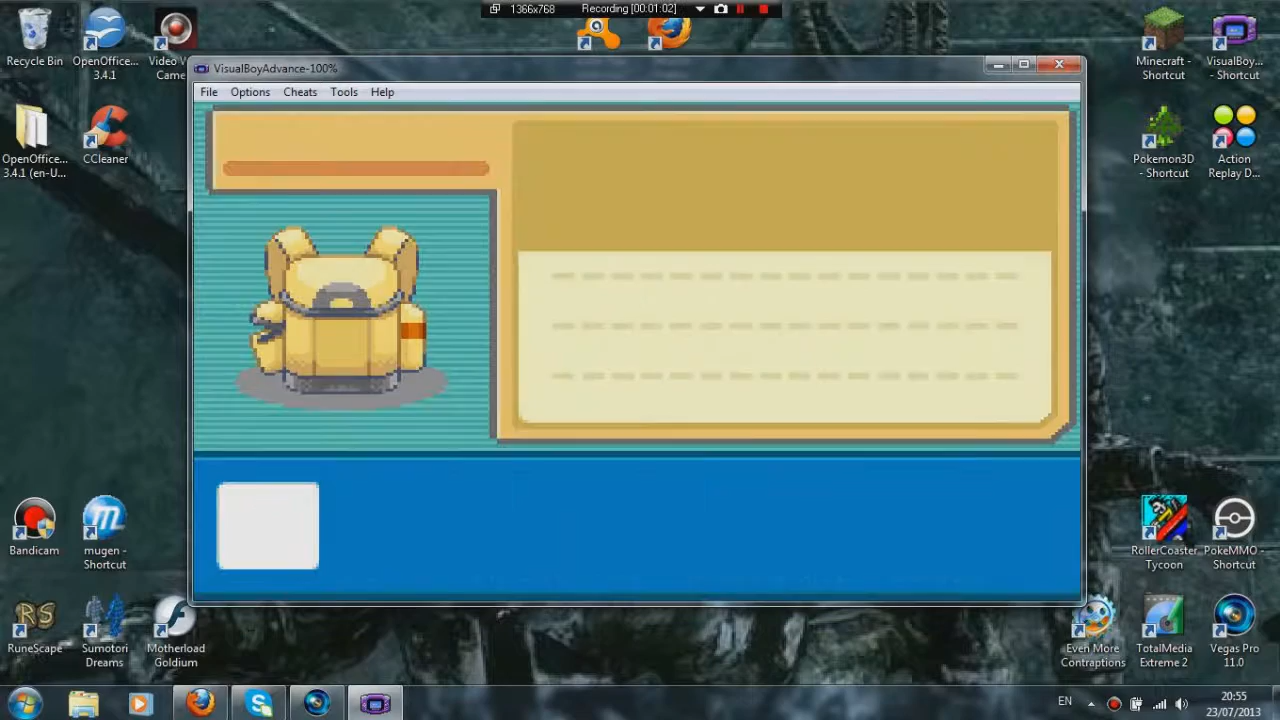 1366x768
Recording [00:01:02]
Recycle Bin
OpenOffice...
3.4.1
Video V
Came
Minecraft -
Shortcut
VisualBoy...
- Shortcut
VisualBoyAdvance-100%
File
Options
Cheats
Tools
Help
OpenOffice...
3.4.1 (en-U...
CCleaner
Pokemon3D
- Shortcut
Action
Replay D...
Bandicam
mugen -
Shortcut
RollerCoaster
Tycoon
PokeMMO -
Shortcut
RS
RuneScape
Sumotori
Dreams
Motherload
Goldium
Even More
Contraptions
TotalMedia
Extreme 2
Vegas Pro
11.0
EN
20:55
23/07/2013